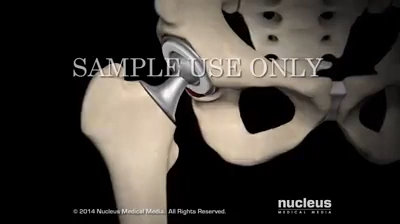 SAMPLE USE ONLY
© 2014 Nucleus Medical Media. All Rights Reserved.
nucleus
MEDICAL MEDIA